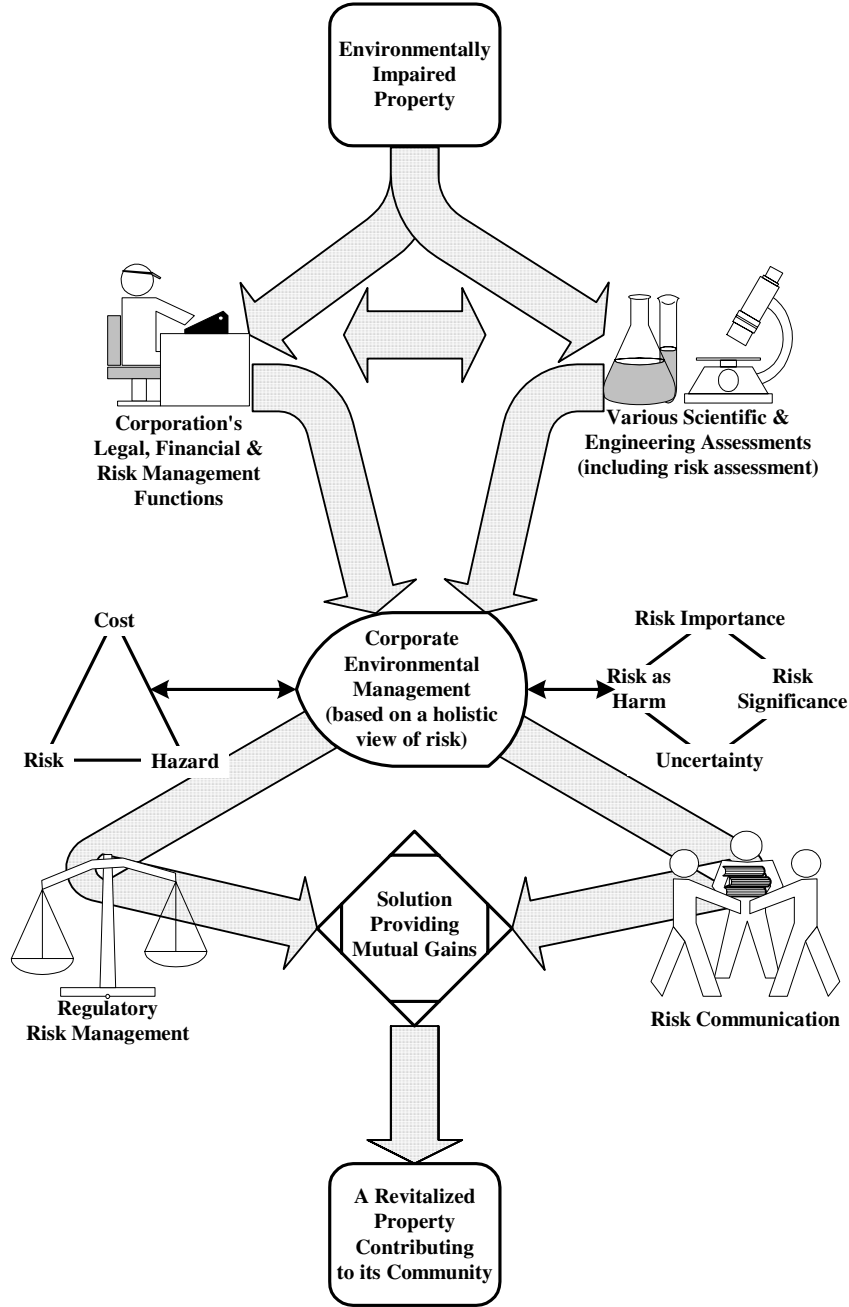 Environmentally
Impaired
Property
Corporation's
Legal, Financial &
Risk Management
Functions
Various Scientific &
Engineering Assessments
(including risk assessment)
Cost
Risk
Hazard
Corporate
Environmental
Management
(based on a holistic
view of risk)
Risk Importance
Risk as
Harm
Risk
Significance
Uncertainty
Solution
Providing
Mutual Gains
Regulatory
Risk Management
Risk Communication
A Revitalized
Property
Contributing
to its Community